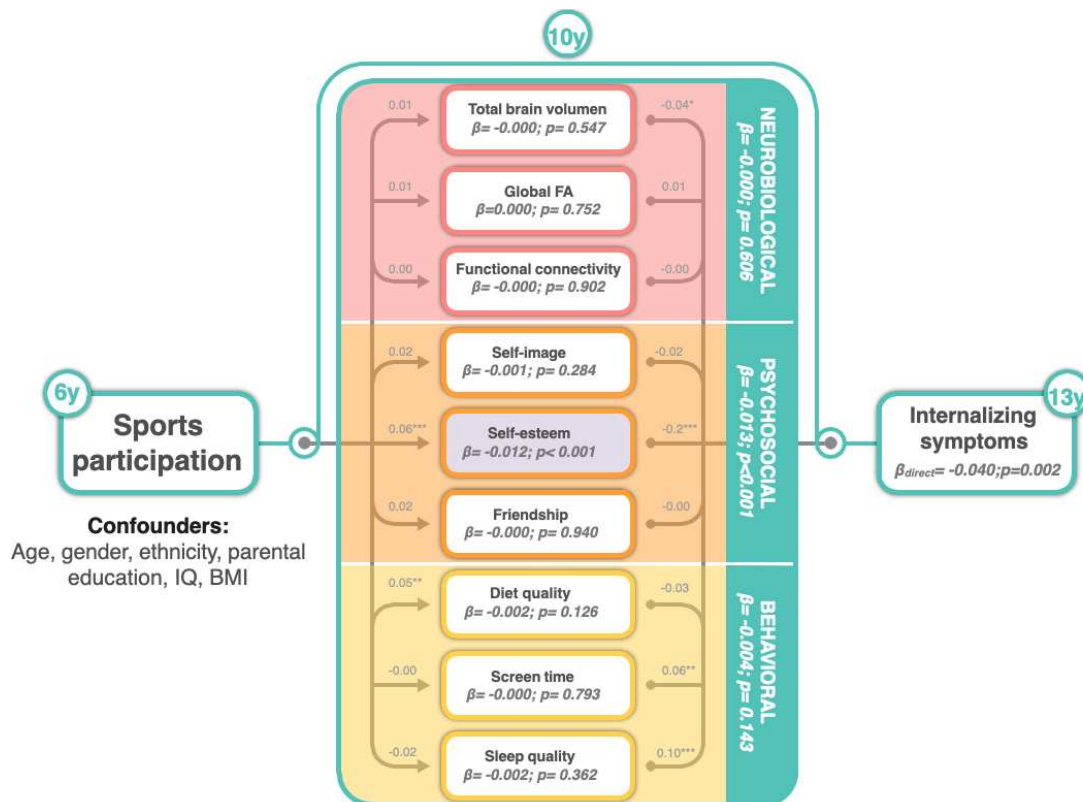 10y
0.01
Total brain volumen
β= -0.000; p= 0.547
-0.04*
0.01
Global FA
β=0.000; p= 0.752
0.01
0.00
Functional connectivity
β= -0.000; p= 0.902
-0.00
NEUROBIOLOGICAL
β= -0.000; p= 0.606
6y
Sports
participation
Confounders:
Age, gender, ethnicity, parental
education, IQ, BMI
0.02
Self-image
β= -0.001; p= 0.284
-0.02
0.06***
Self-esteem
β= -0.012; p< 0.001
-0.2***
0.02
Friendship
β= -0.000; p= 0.940
-0.00
PSYCHOSOCIAL
β= -0.013; p<0.001
0.05**
Diet quality
β= -0.002; p= 0.126
-0.03
-0.00
Screen time
β= -0.000; p= 0.793
0.06**
-0.02
Sleep quality
β= -0.002; p= 0.362
0.10***
BEHAVIORAL
β= -0.004; p= 0.143
13y
Internalizing
symptoms
βdirect= -0.040;p=0.002